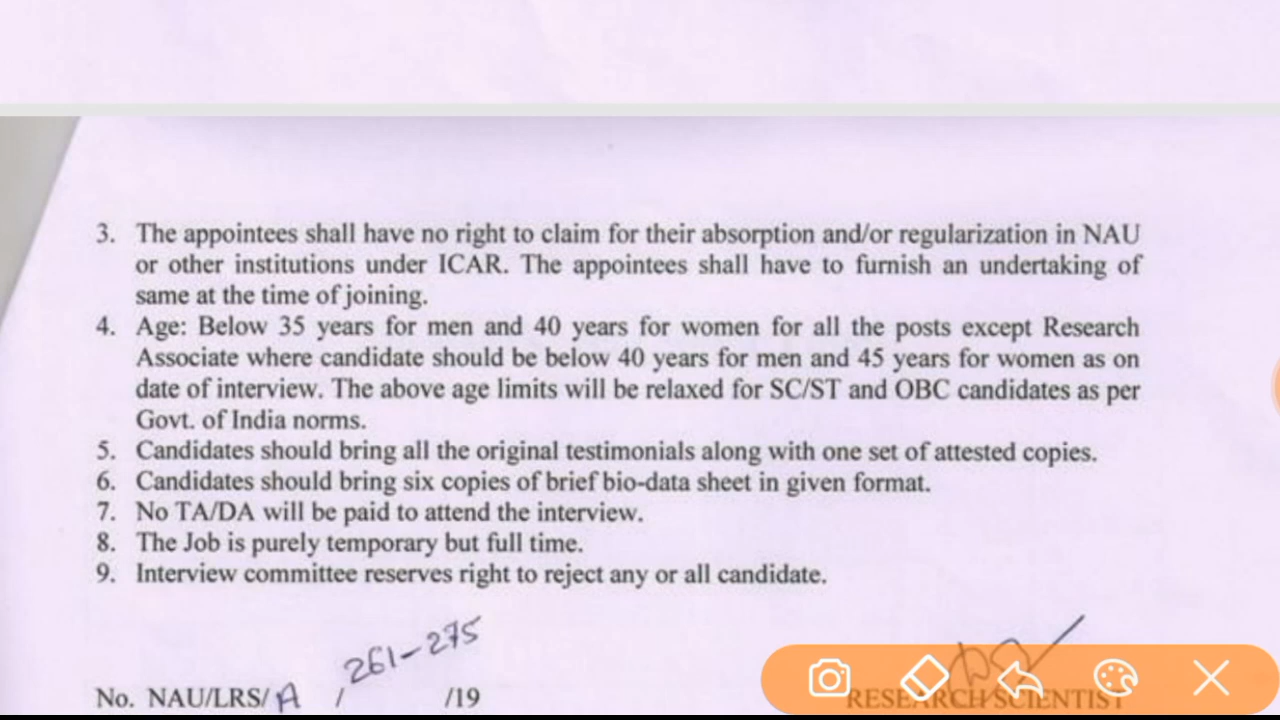 3. The appointees shall have no right to claim for their absorption and/or regularization in NAU
or other institutions under ICAR. The appointees shall have to furnish an undertaking of
same at the time of joining.
4. Age: Below 35 years for men and 40 years for women for all the posts except Research
Associate where candidate should be below 40 years for men and 45 years for women as on
date of interview. The above age limits will be relaxed for SC/ST and OBC candidates as per
Govt. of India norms.
5. Candidates should bring all the original testimonials along with one set of attested copies.
6. Candidates should bring six copies of brief bio-data sheet in given format.
7. No TA/DA will be paid to attend the interview.
8. The Job is purely temporary but full time.
9. Interview committee reserves right to reject any or all candidate.
261-275
No. NAU/LRS/A / /19 RESEARCH SCIENTIST